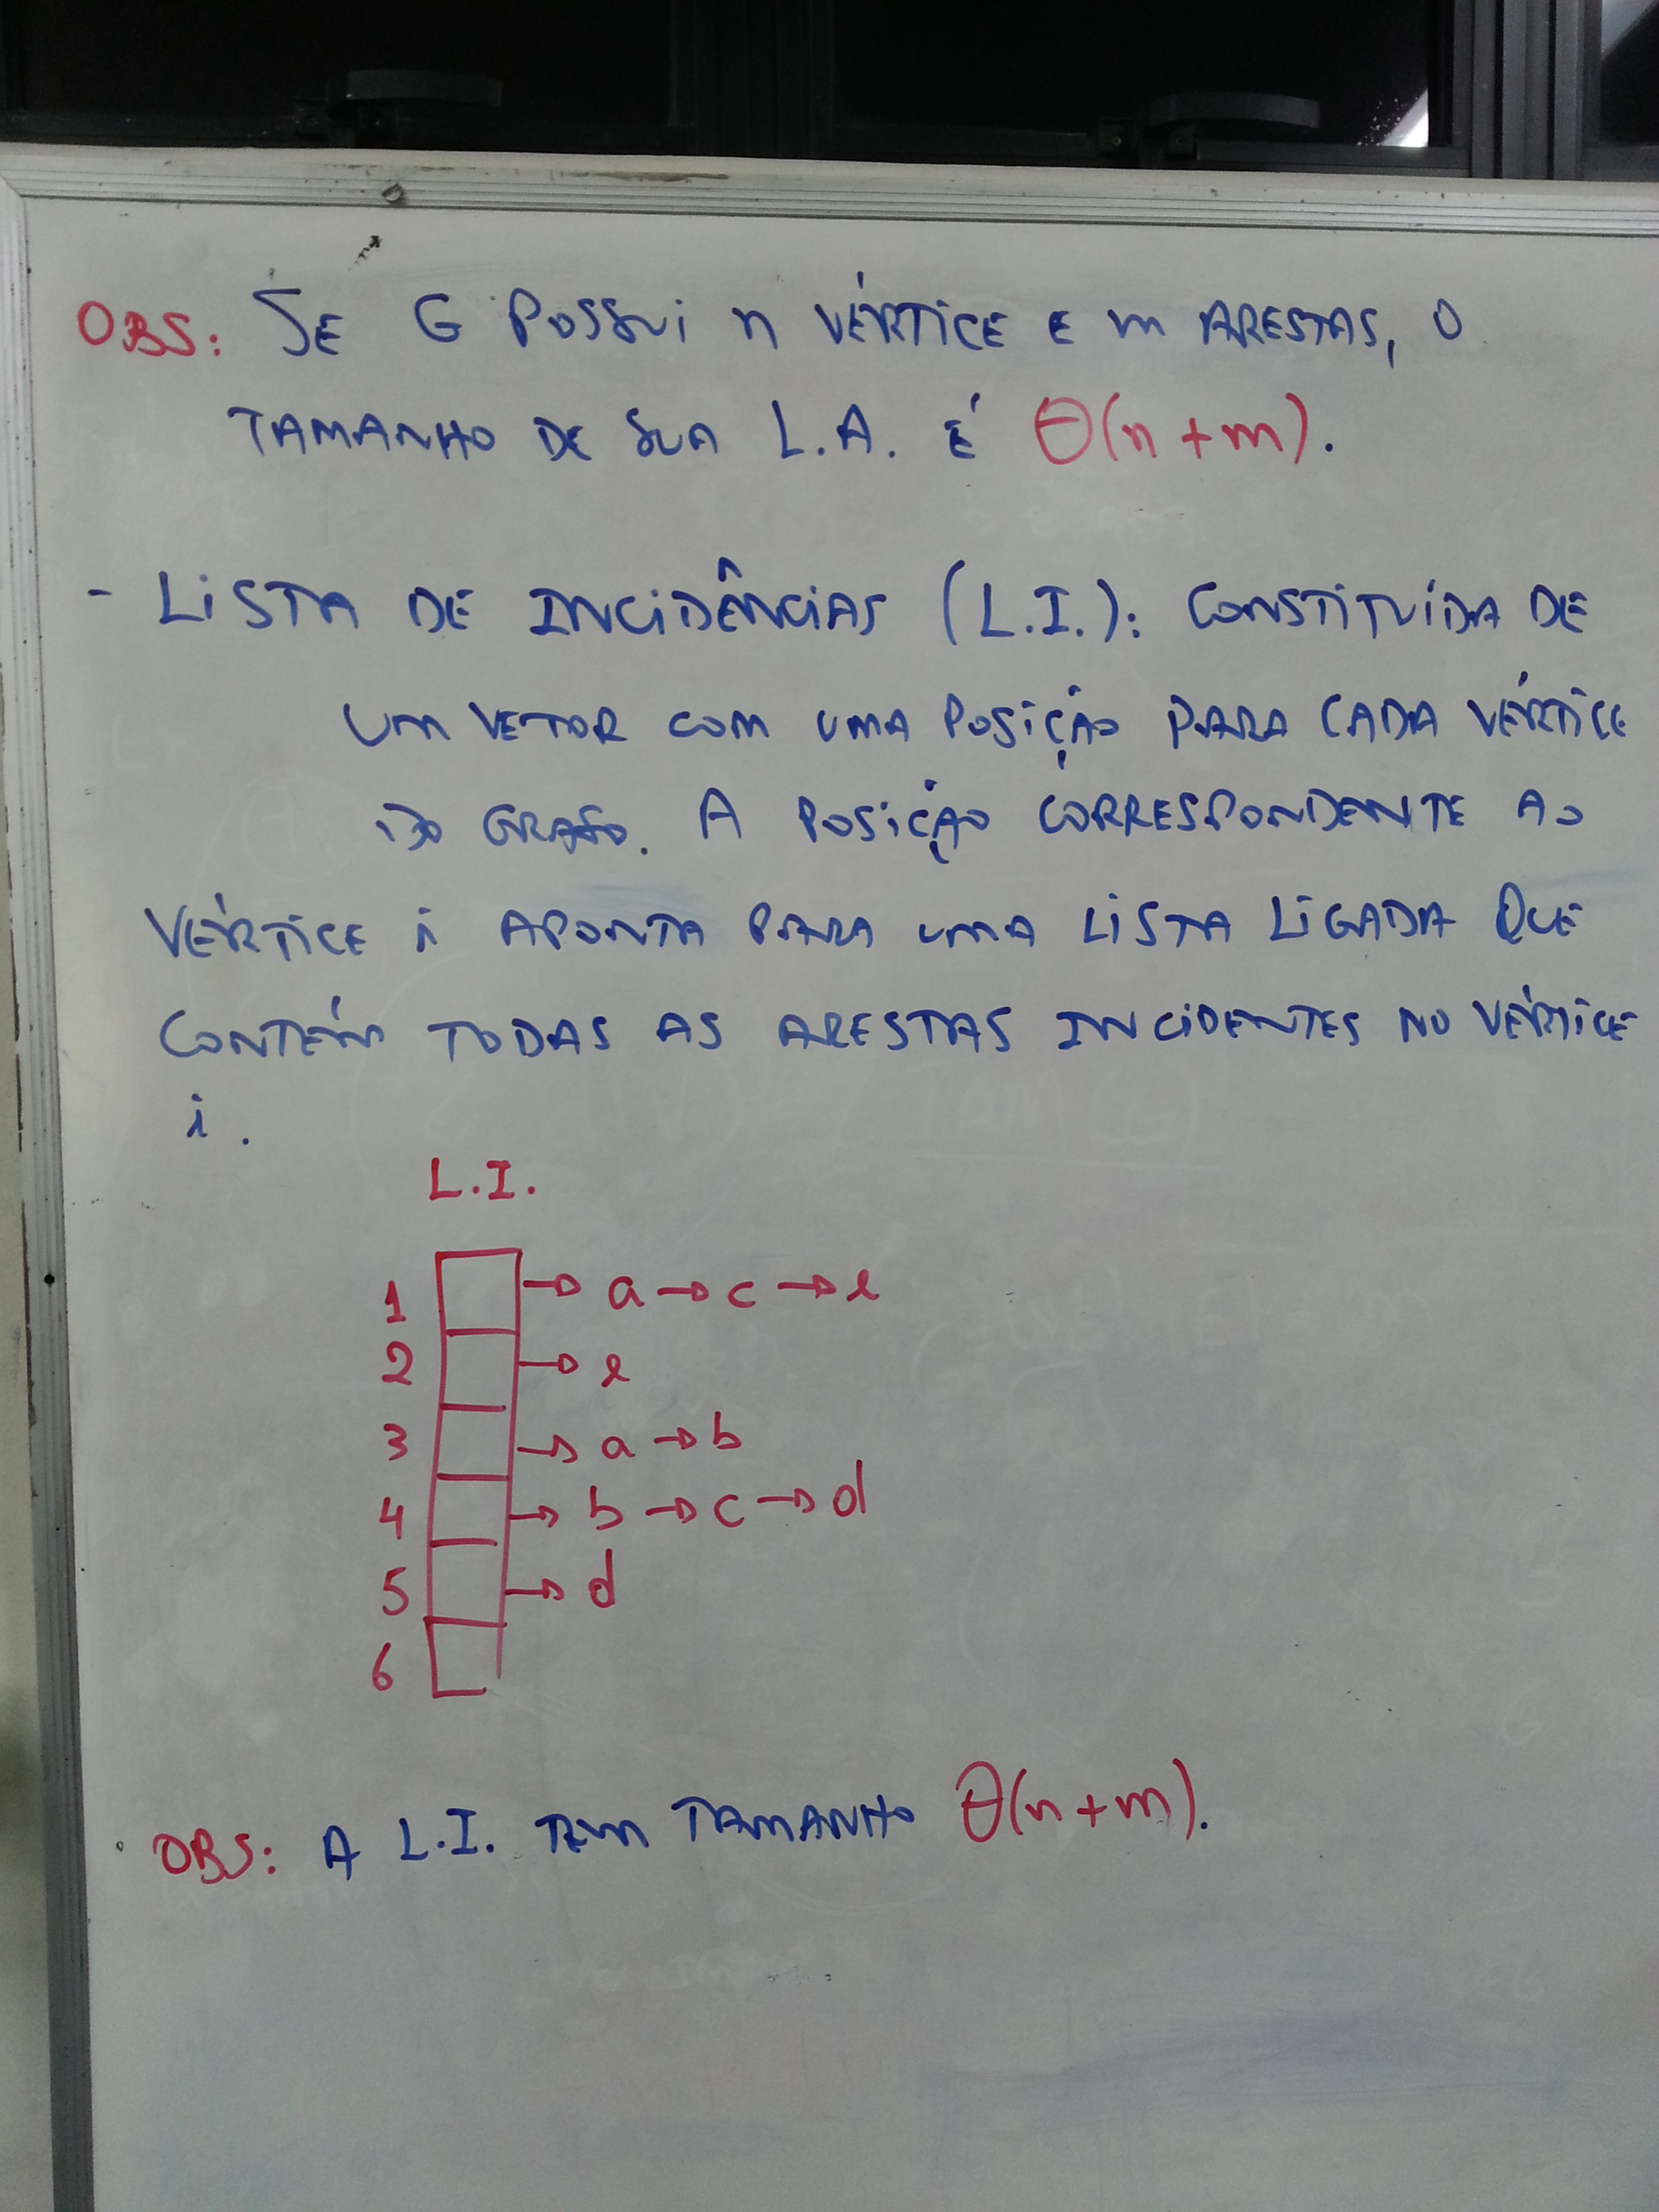 OBS: SE G POSSUI n VÉRTICE E m ARESTAS, O
TAMANHO DE SUA L.A. É Θ(n+m).
- LISTA DE INCIDÊNCIAS (L.I.): CONSTITUÍDA DE
UM VETOR COM UMA POSIÇÃO PARA CADA VÉRTICE
DO GRAFO. A POSIÇÃO CORRESPONDENTE AO
VÉRTICE i APONTA PARA UMA LISTA LIGADA QUE
CONTÉM TODAS AS ARESTAS INCIDENTES NO VÉRTICE
i.
L.I.
1 → a → c → e
2 → e
3 → a → b
4 → b → c → d
5 → d
6
OBS: A L.I. TEM TAMANHO Θ(n+m).